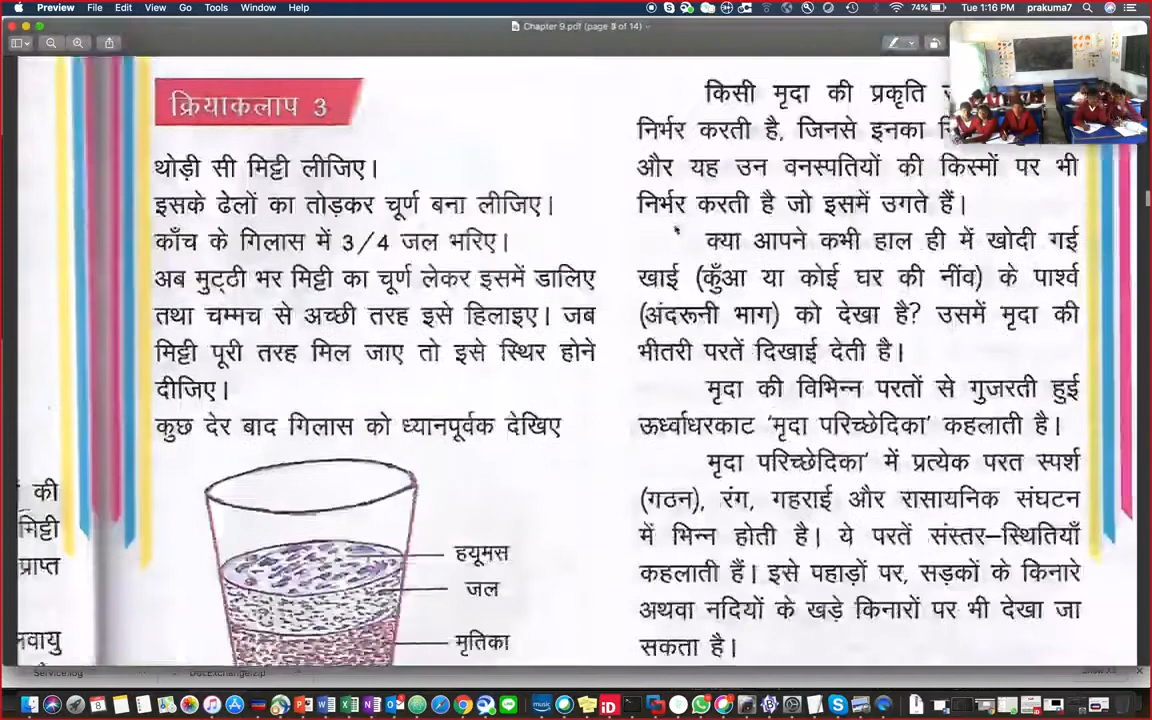 Preview File Edit View Go Tools Window Help
74% Tue 1:16 PM prakuma7
Chapter 9.pdf (page 8 of 14)
क्रियाकलाप 3
थोड़ी सी मिट्टी लीजिए।
इसके ढेलों का तोड़कर चूर्ण बना लीजिए।
काँच के गिलास में 3/4 जल भरिए।
अब मुट्ठी भर मिट्टी का चूर्ण लेकर इसमें डालिए
तथा चम्मच से अच्छी तरह इसे हिलाइए। जब
मिट्टी पूरी तरह मिल जाए तो इसे स्थिर होने
दीजिए।
कुछ देर बाद गिलास को ध्यानपूर्वक देखिए
हयूमस
जल
मृतिका
की
मिट्टी
प्राप्त
किसी मृदा की प्रकृति
निर्भर करती है, जिनसे इनका
और यह उन वनस्पतियों की किस्मों पर भी
निर्भर करती है जो इसमें उगते हैं।
क्या आपने कभी हाल ही में खोदी गई
खाई (कुँआ या कोई घर की नींव) के पार्श्व
(अंदरूनी भाग) को देखा है? उसमें मृदा की
भीतरी परतें दिखाई देती है।
मृदा की विभिन्न परतों से गुजरती हुई
ऊर्ध्वाधरकाट 'मृदा परिच्छेदिका' कहलाती है।
मृदा परिच्छेदिका' में प्रत्येक परत स्पर्श
(गठन), रंग, गहराई और रासायनिक संघटन
में भिन्न होती है। ये परतें संस्तर–स्थितियाँ
कहलाती हैं। इसे पहाड़ों पर, सड़कों के किनारे
अथवा नदियों के खड़े किनारों पर भी देखा जा
सकता है।